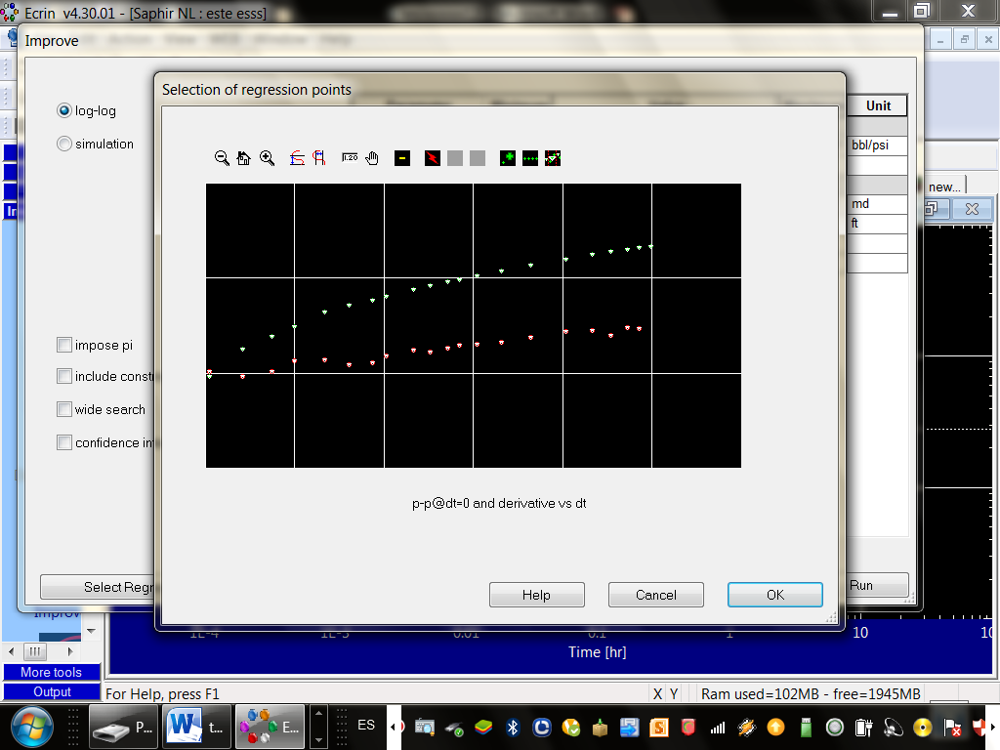 Ecrin v4.30.01 - [Saphir NL : este esss]
Improve
Selection of regression points
log-log
simulation
Unit
bbl/psi
new...
md
ft
1.20
impose pi
include const
wide search
confidence in
p-p@dt=0 and derivative vs dt
Select Regr
Run
Help
Cancel
OK
Improv
1E-4
1E-3
0.01
0.1
1
10
Time [hr]
More tools
Output
For Help, press F1
X Y
Ram used=102MB - free=1945MB
P...
t...
E...
ES